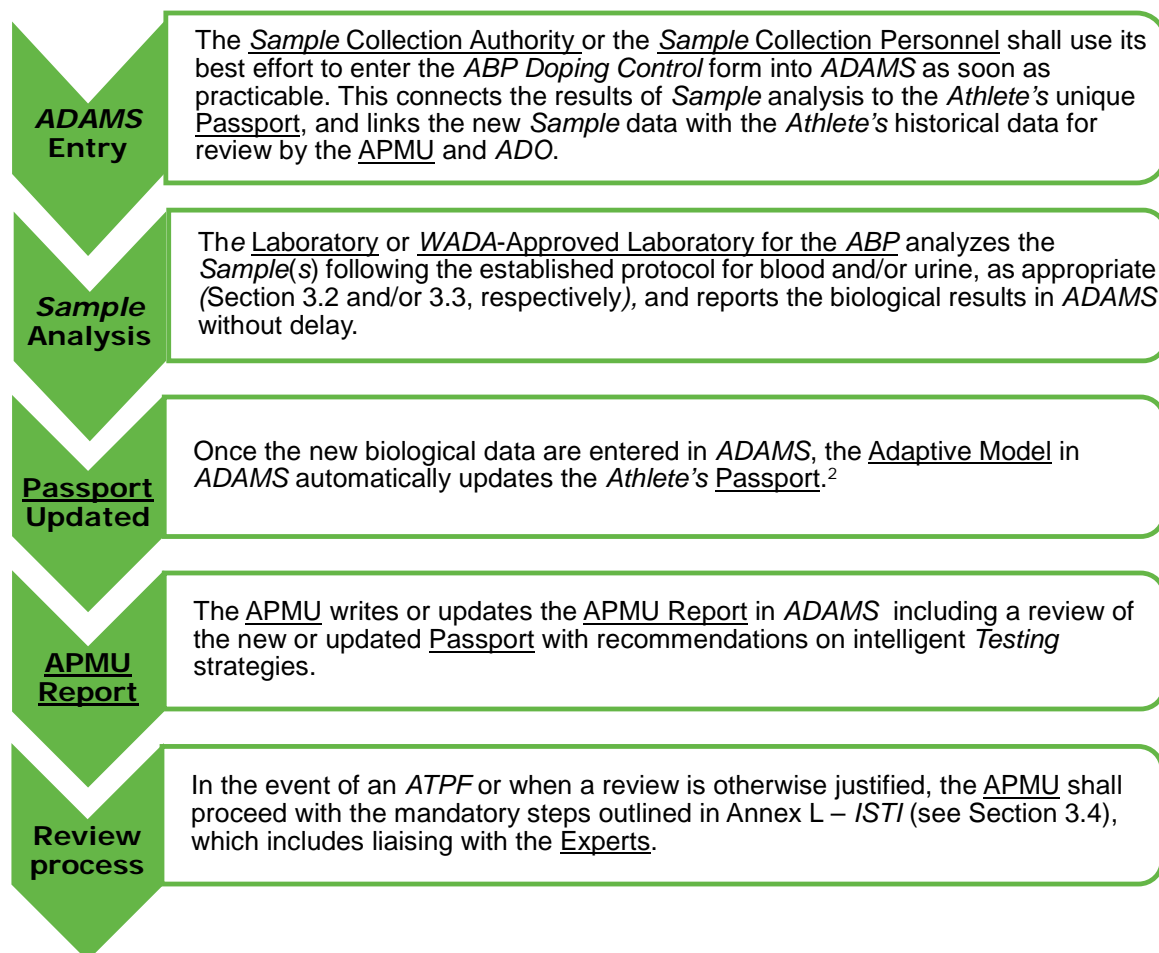 ADAMS
Entry
The Sample Collection Authority or the Sample Collection Personnel shall use its
best effort to enter the ABP Doping Control form into ADAMS as soon as
practicable. This connects the results of Sample analysis to the Athlete's unique
Passport, and links the new Sample data with the Athlete's historical data for
review by the APMU and ADO.
Sample
Analysis
The Laboratory or WADA-Approved Laboratory for the ABP analyzes the
Sample(s) following the established protocol for blood and/or urine, as appropriate
(Section 3.2 and/or 3.3, respectively), and reports the biological results in ADAMS
without delay.
Passport
Updated
Once the new biological data are entered in ADAMS, the Adaptive Model in
ADAMS automatically updates the Athlete's Passport.2
APMU
Report
The APMU writes or updates the APMU Report in ADAMS including a review of
the new or updated Passport with recommendations on intelligent Testing
strategies.
Review
process
In the event of an ATPF or when a review is otherwise justified, the APMU shall
proceed with the mandatory steps outlined in Annex L – ISTI (see Section 3.4),
which includes liaising with the Experts.